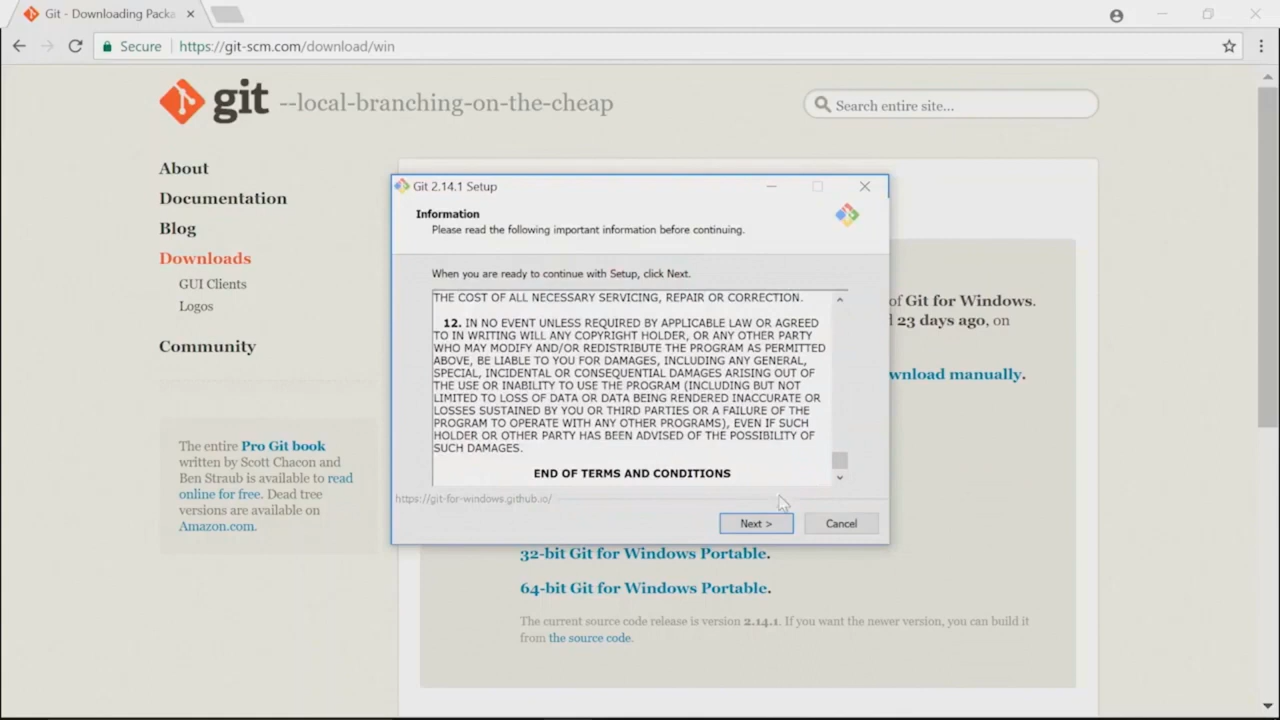 Git - Downloading Packa
Secure
https://git-scm.com/download/win
git --local-branching-on-the-cheap
Search entire site...
About
Documentation
Blog
Downloads
GUI Clients
Logos
Community
The entire Pro Git book
written by Scott Chacon and
Ben Straub is available to read
online for free. Dead tree
versions are available on
Amazon.com.
Git 2.14.1 Setup
Information
Please read the following important information before continuing.
When you are ready to continue with Setup, click Next.
THE COST OF ALL NECESSARY SERVICING, REPAIR OR CORRECTION.
12. IN NO EVENT UNLESS REQUIRED BY APPLICABLE LAW OR AGREED
TO IN WRITING WILL ANY COPYRIGHT HOLDER, OR ANY OTHER PARTY
WHO MAY MODIFY AND/OR REDISTRIBUTE THE PROGRAM AS PERMITTED
ABOVE, BE LIABLE TO YOU FOR DAMAGES, INCLUDING ANY GENERAL,
SPECIAL, INCIDENTAL OR CONSEQUENTIAL DAMAGES ARISING OUT OF
THE USE OR INABILITY TO USE THE PROGRAM (INCLUDING BUT NOT
LIMITED TO LOSS OF DATA OR DATA BEING RENDERED INACCURATE OR
LOSSES SUSTAINED BY YOU OR THIRD PARTIES OR A FAILURE OF THE
PROGRAM TO OPERATE WITH ANY OTHER PROGRAMS), EVEN IF SUCH
HOLDER OR OTHER PARTY HAS BEEN ADVISED OF THE POSSIBILITY OF
SUCH DAMAGES.
END OF TERMS AND CONDITIONS
https://git-for-windows.github.io/
Next >
Cancel
of Git for Windows.
23 days ago, on
wnload manually.
32-bit Git for Windows Portable.
64-bit Git for Windows Portable.
The current source code release is version 2.14.1. If you want the newer version, you can build it
from the source code.